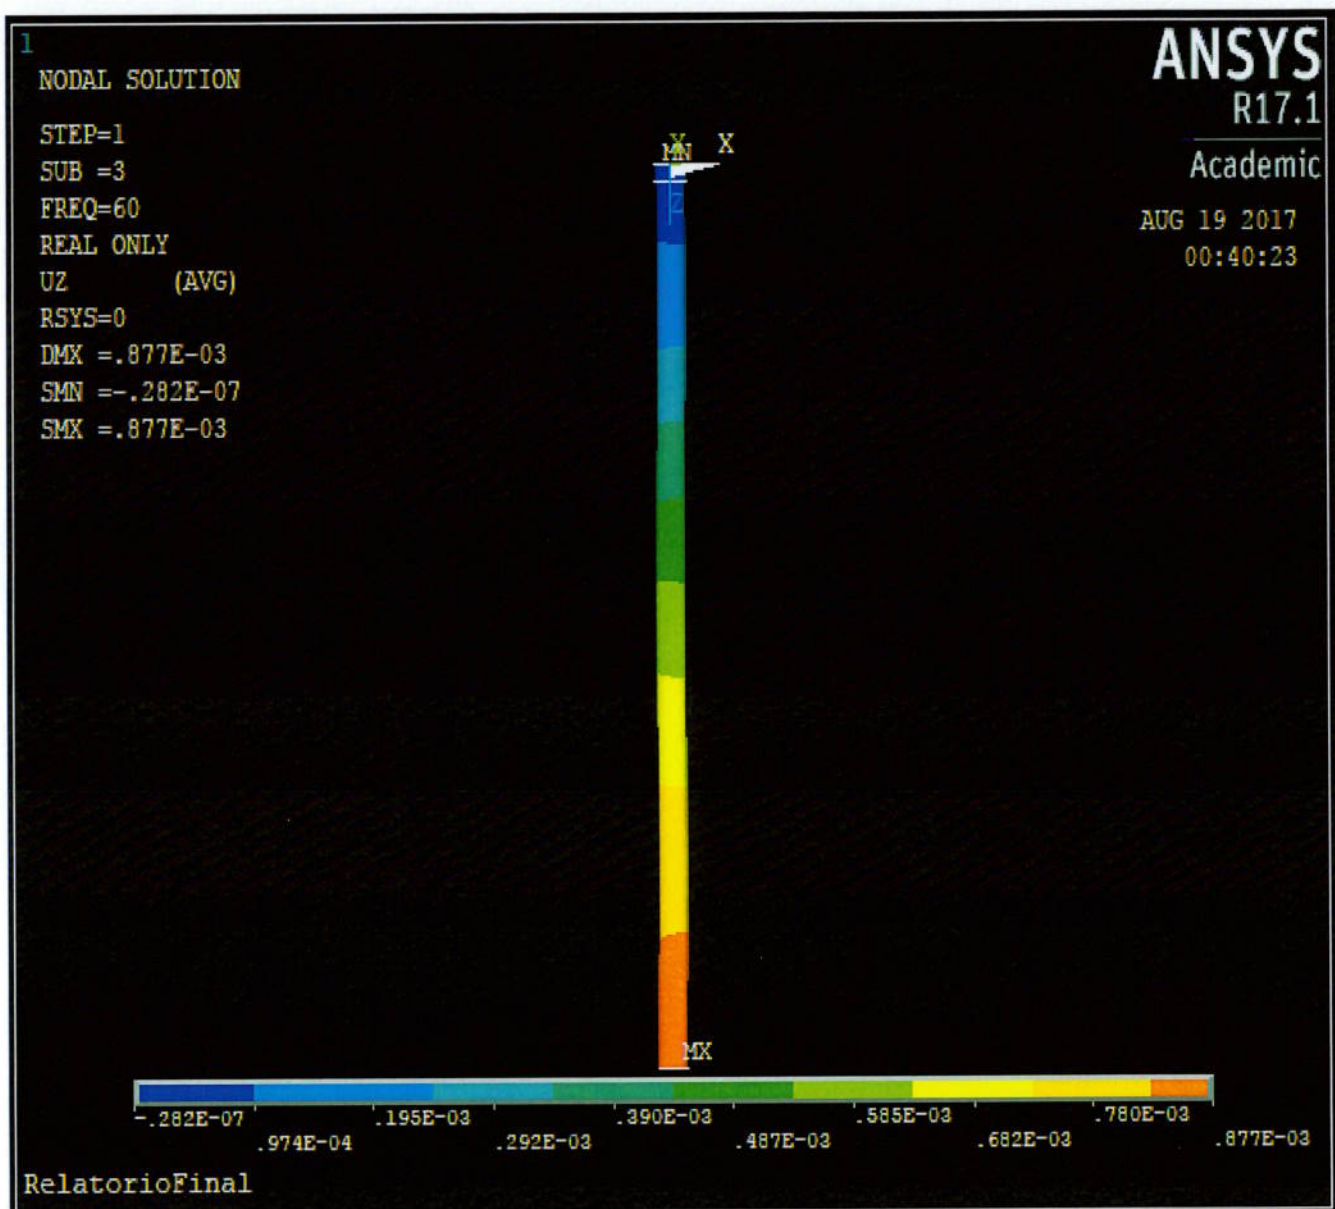 1
NODAL SOLUTION
STEP=1
SUB =3
FREQ=60
REAL ONLY
UZ (AVG)
RSYS=0
DMX =.877E-03
SMN =-.282E-07
SMX =.877E-03
ANSYS
R17.1
Academic
AUG 19 2017
00:40:23
MN
X
Z
MX
-.282E-07 .195E-03 .390E-03 .585E-03 .780E-03
.974E-04 .292E-03 .487E-03 .682E-03 .877E-03
RelatorioFinal